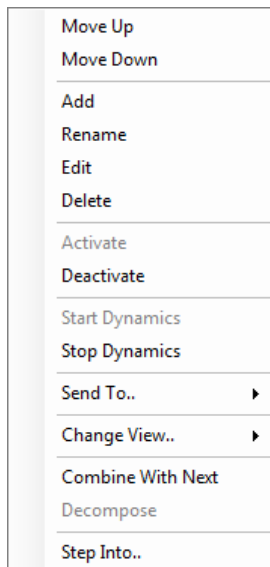 Move Up
Move Down
Add
Rename
Edit
Delete
Activate
Deactivate
Start Dynamics
Stop Dynamics
Send To..
Change View..
Combine With Next
Decompose
Step Into..